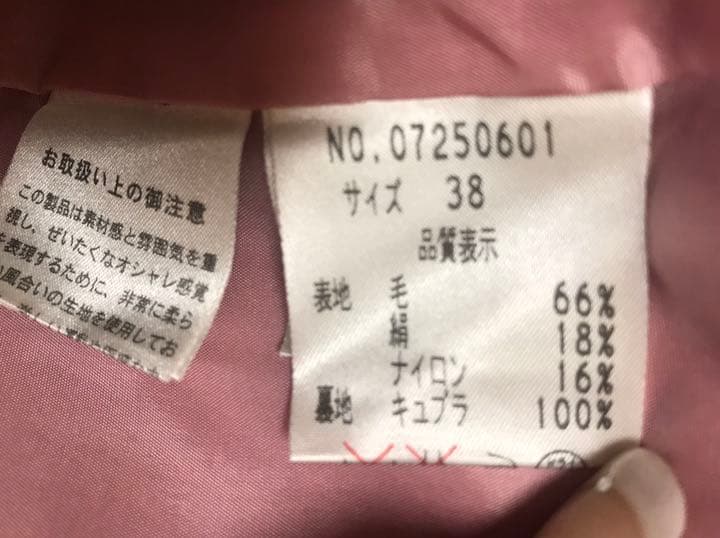 お取扱い上の御注意
この製品は素材感と雰囲気を重
視し、ぜいたくなオシャレ感覚
を表現するために、非常に柔ら
い風合いの生地を使用してお
NO.07250601
サイズ 38
品質表示
表地 毛 66%
絹 18%
ナイロン 16%
裏地 キュプラ 100%